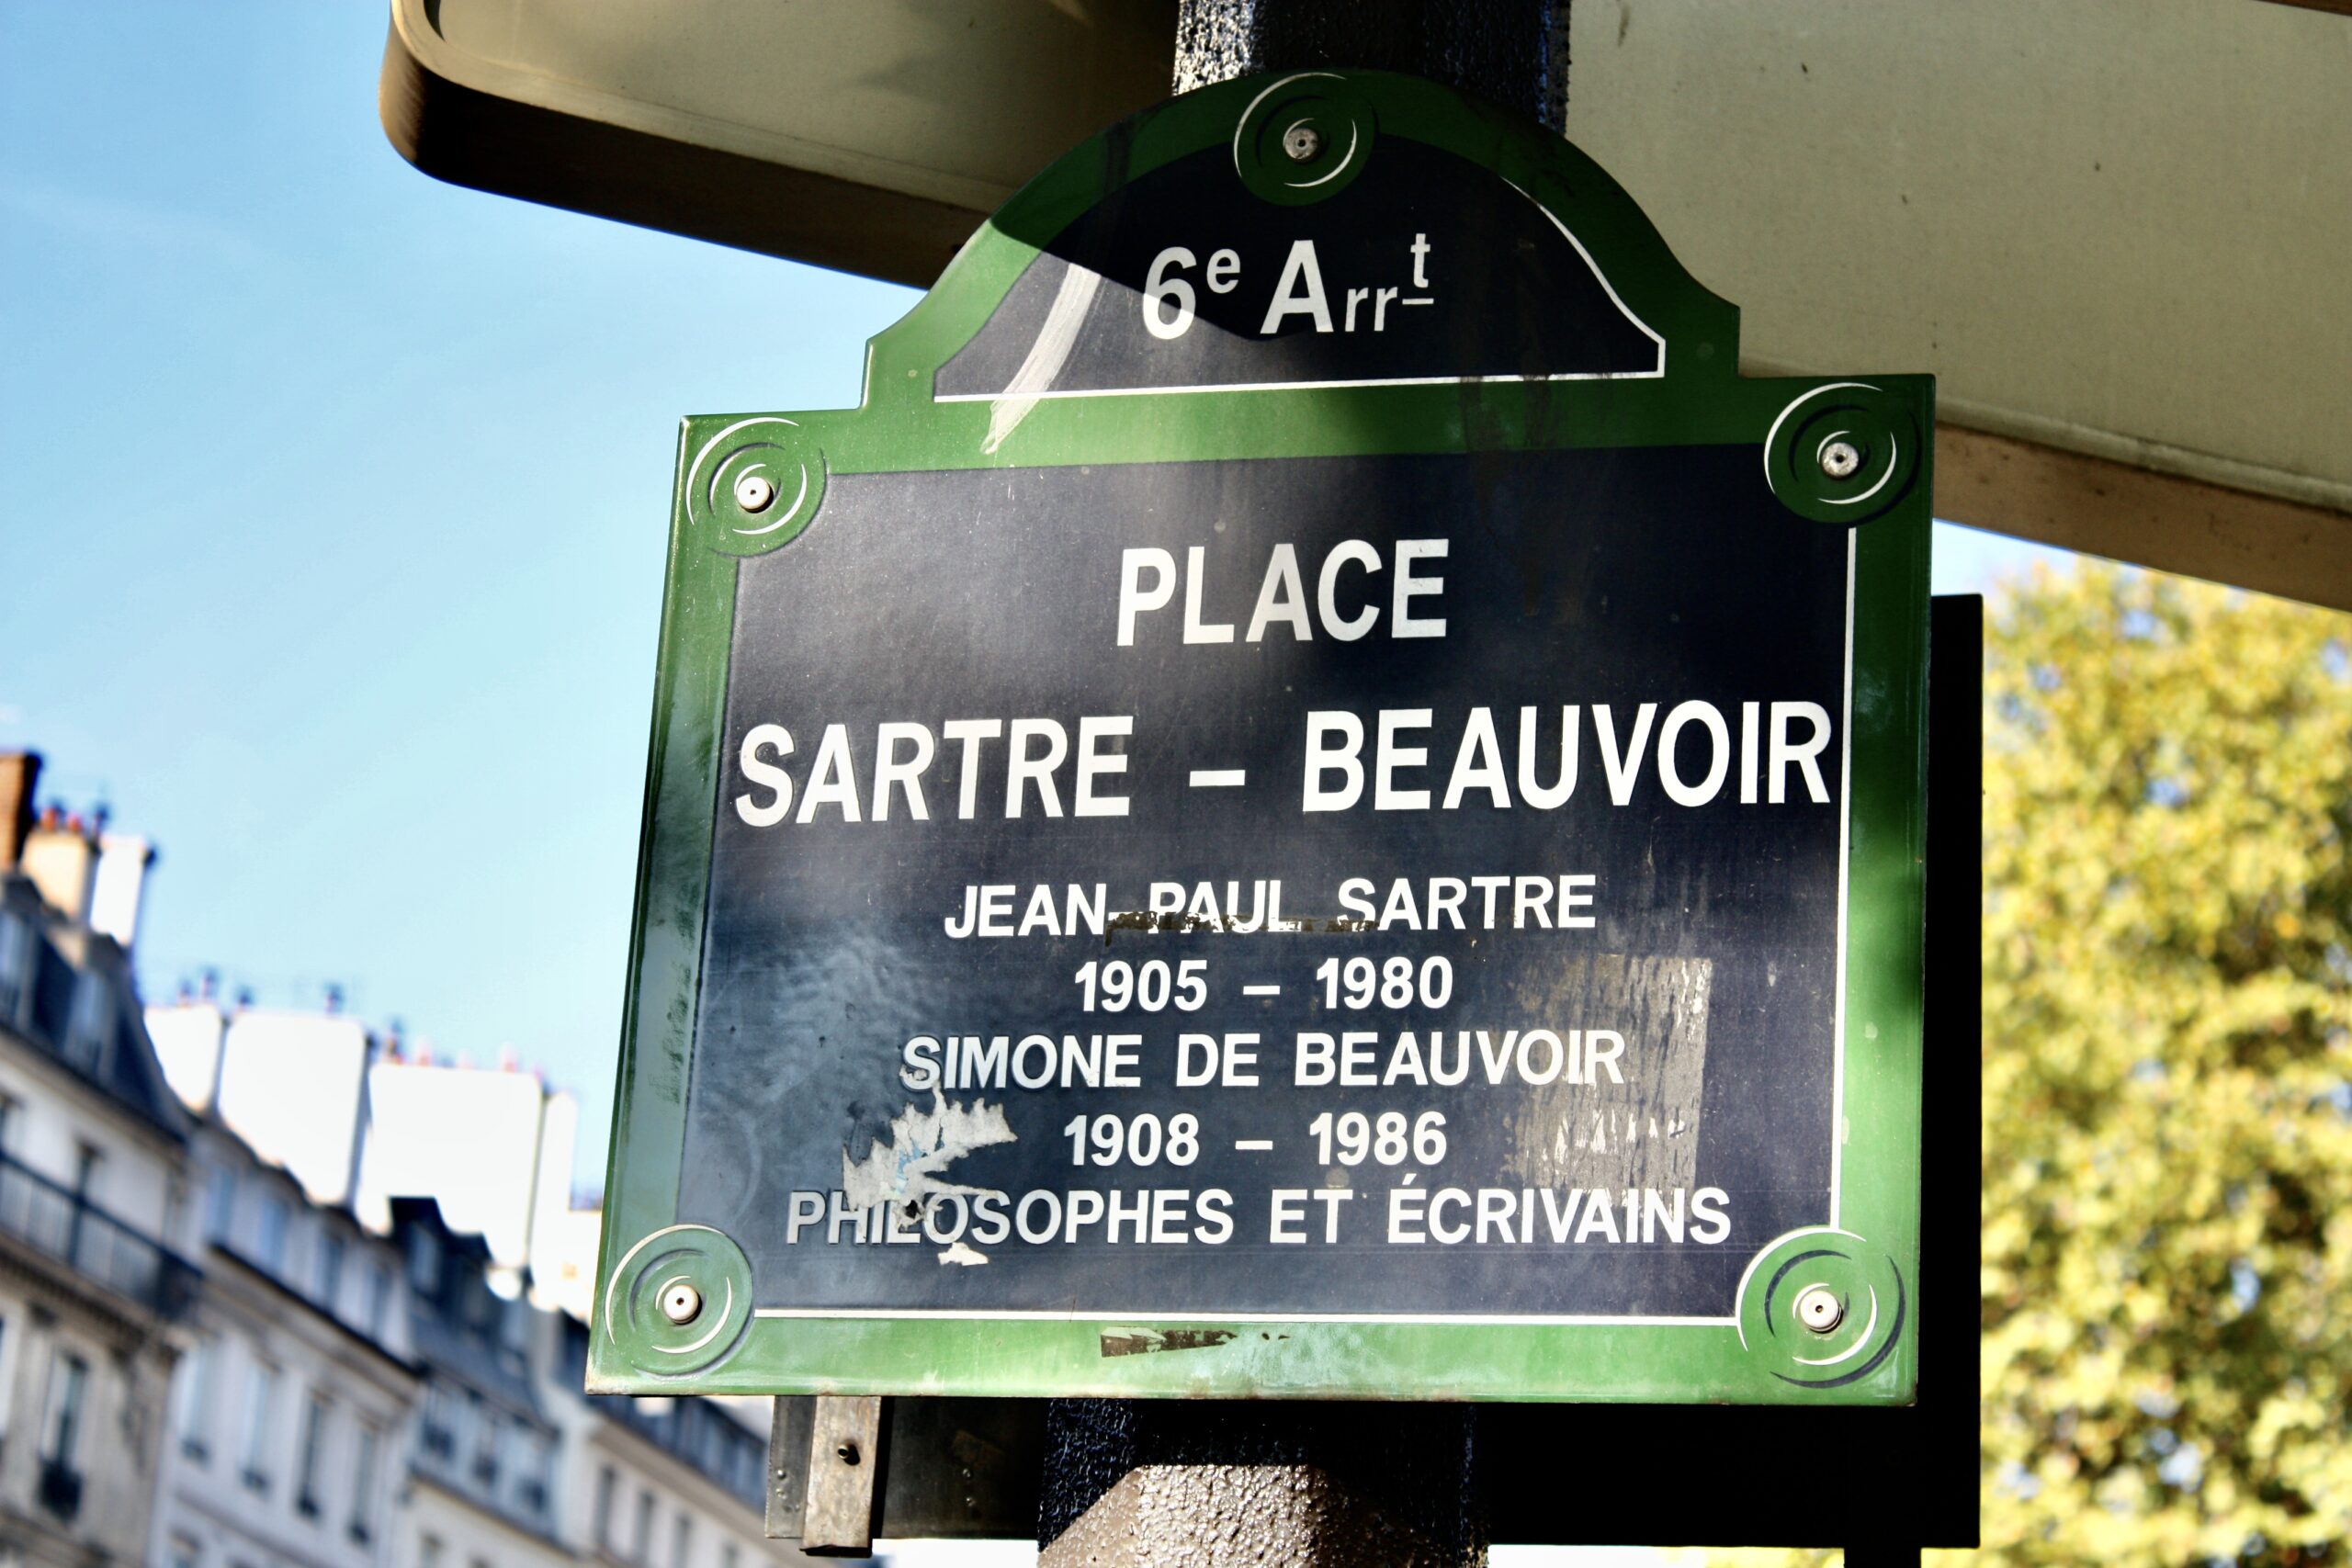 6e Arrt
PLACE
SARTRE – BEAUVOIR
JEAN-PAUL SARTRE
1905 – 1980
SIMONE DE BEAUVOIR
1908 – 1986
PHILOSOPHES ET ÉCRIVAINS